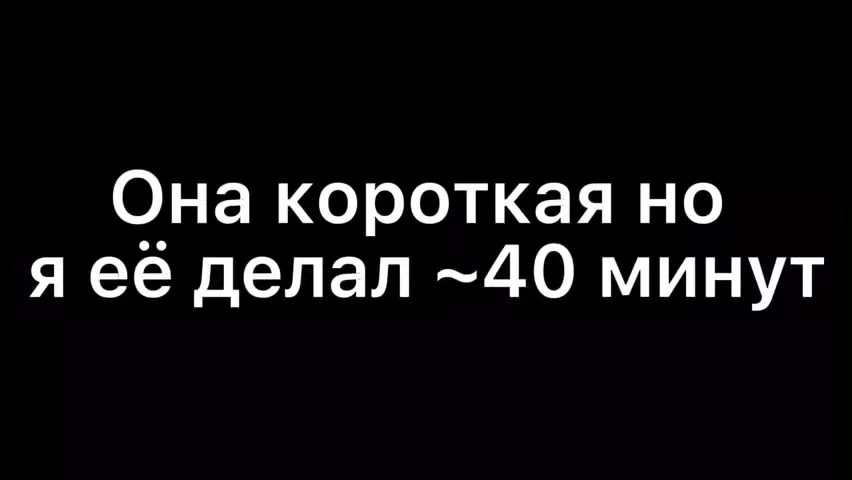 Она короткая но
я её делал ~40 минут